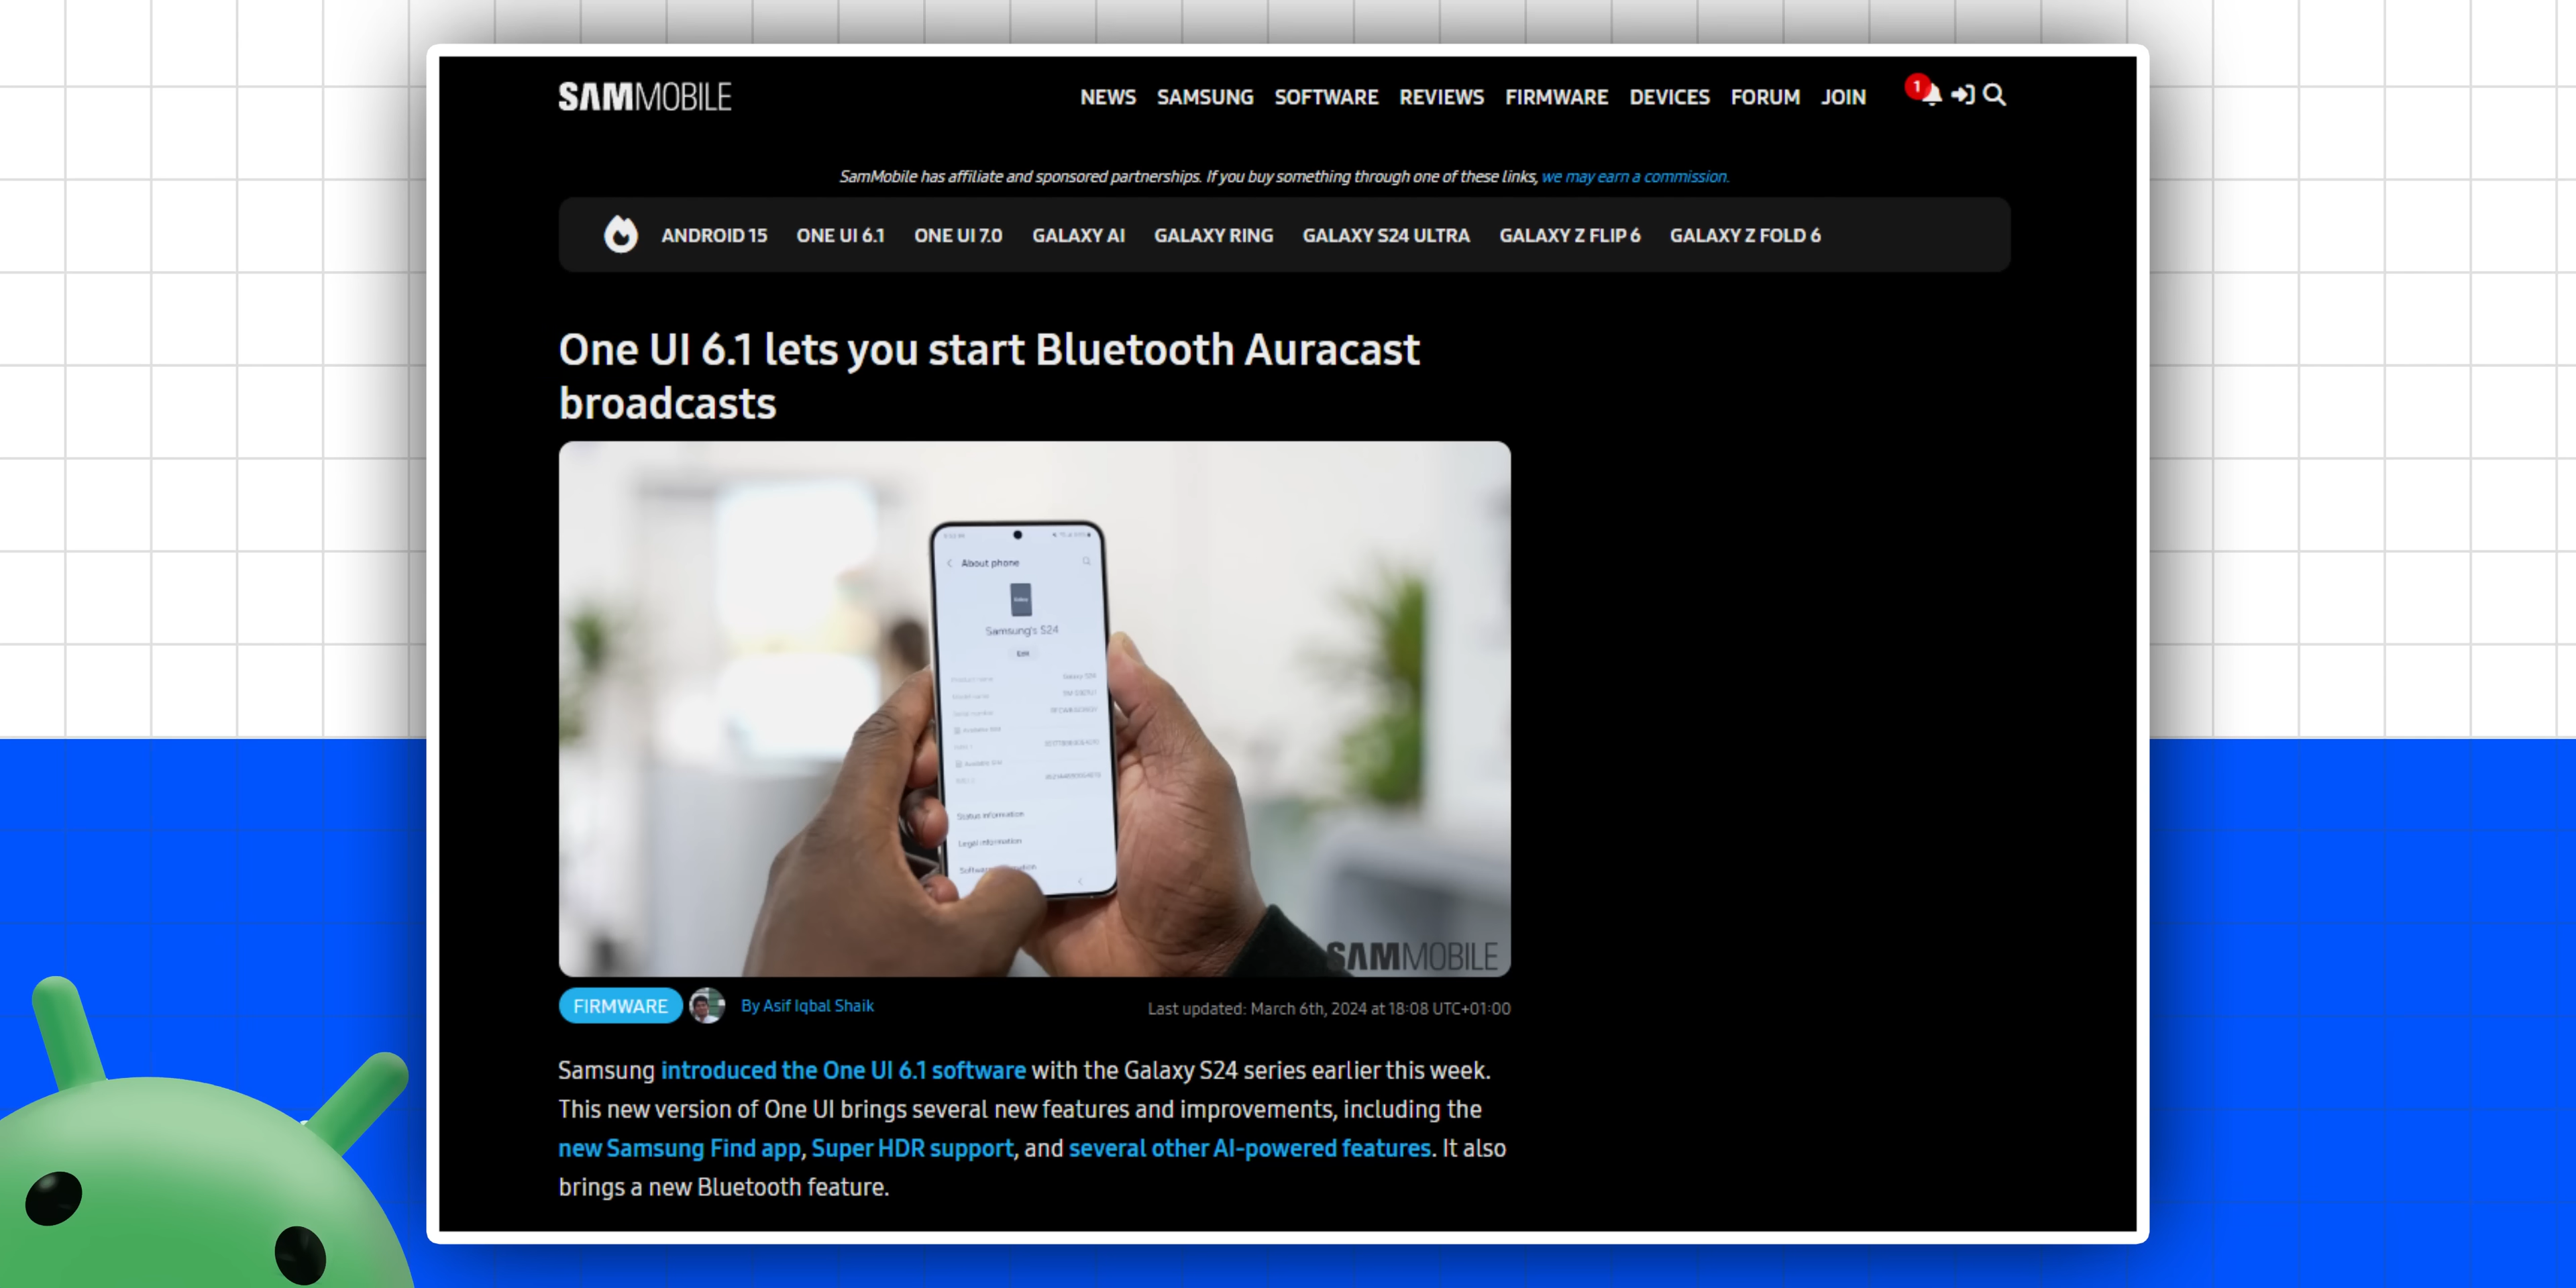 SAMMOBILE
NEWS SAMSUNG SOFTWARE REVIEWS FIRMWARE DEVICES FORUM JOIN 1
SamMobile has affiliate and sponsored partnerships. If you buy something through one of these links, we may earn a commission.
ANDROID 15 ONE UI 6.1 ONE UI 7.0 GALAXY AI GALAXY RING GALAXY S24 ULTRA GALAXY Z FLIP 6 GALAXY Z FOLD 6
One UI 6.1 lets you start Bluetooth Auracast
broadcasts
About phone
Samsung's S24
Edit
Status information
Legal information
SAMMOBILE
FIRMWARE By Asif Iqbal Shaik Last updated: March 6th, 2024 at 18:08 UTC+01:00
Samsung introduced the One UI 6.1 software with the Galaxy S24 series earlier this week.
This new version of One UI brings several new features and improvements, including the
new Samsung Find app, Super HDR support, and several other AI-powered features. It also
brings a new Bluetooth feature.